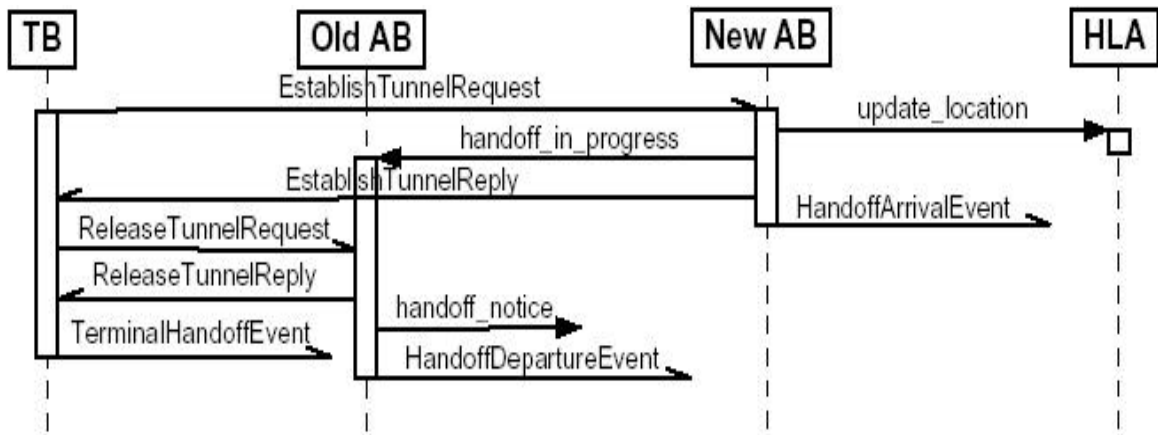 TB
Old AB
New AB
HLA
EstablishTunnelRequest
update_location
handoff_in_progress
EstablishTunnelReply
HandoffArrivalEvent
ReleaseTunnelRequest
ReleaseTunnelReply
handoff_notice
TerminalHandoffEvent
HandoffDepartureEvent